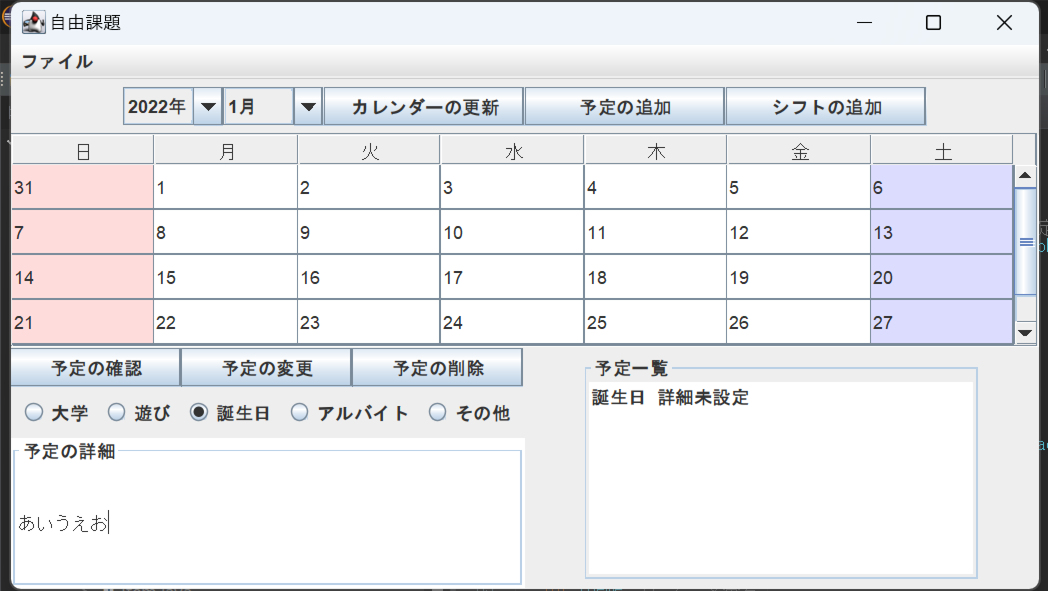 自由課題
ファイル
2022年 1月 カレンダーの更新 予定の追加 シフトの追加
日 月 火 水 木 金 土
31 1 2 3 4 5 6
7 8 9 10 11 12 13
14 15 16 17 18 19 20
21 22 23 24 25 26 27
予定の確認 予定の変更 予定の削除
大学 遊び 誕生日 アルバイト その他
予定の詳細
あいうえお
予定一覧
誕生日 詳細未設定